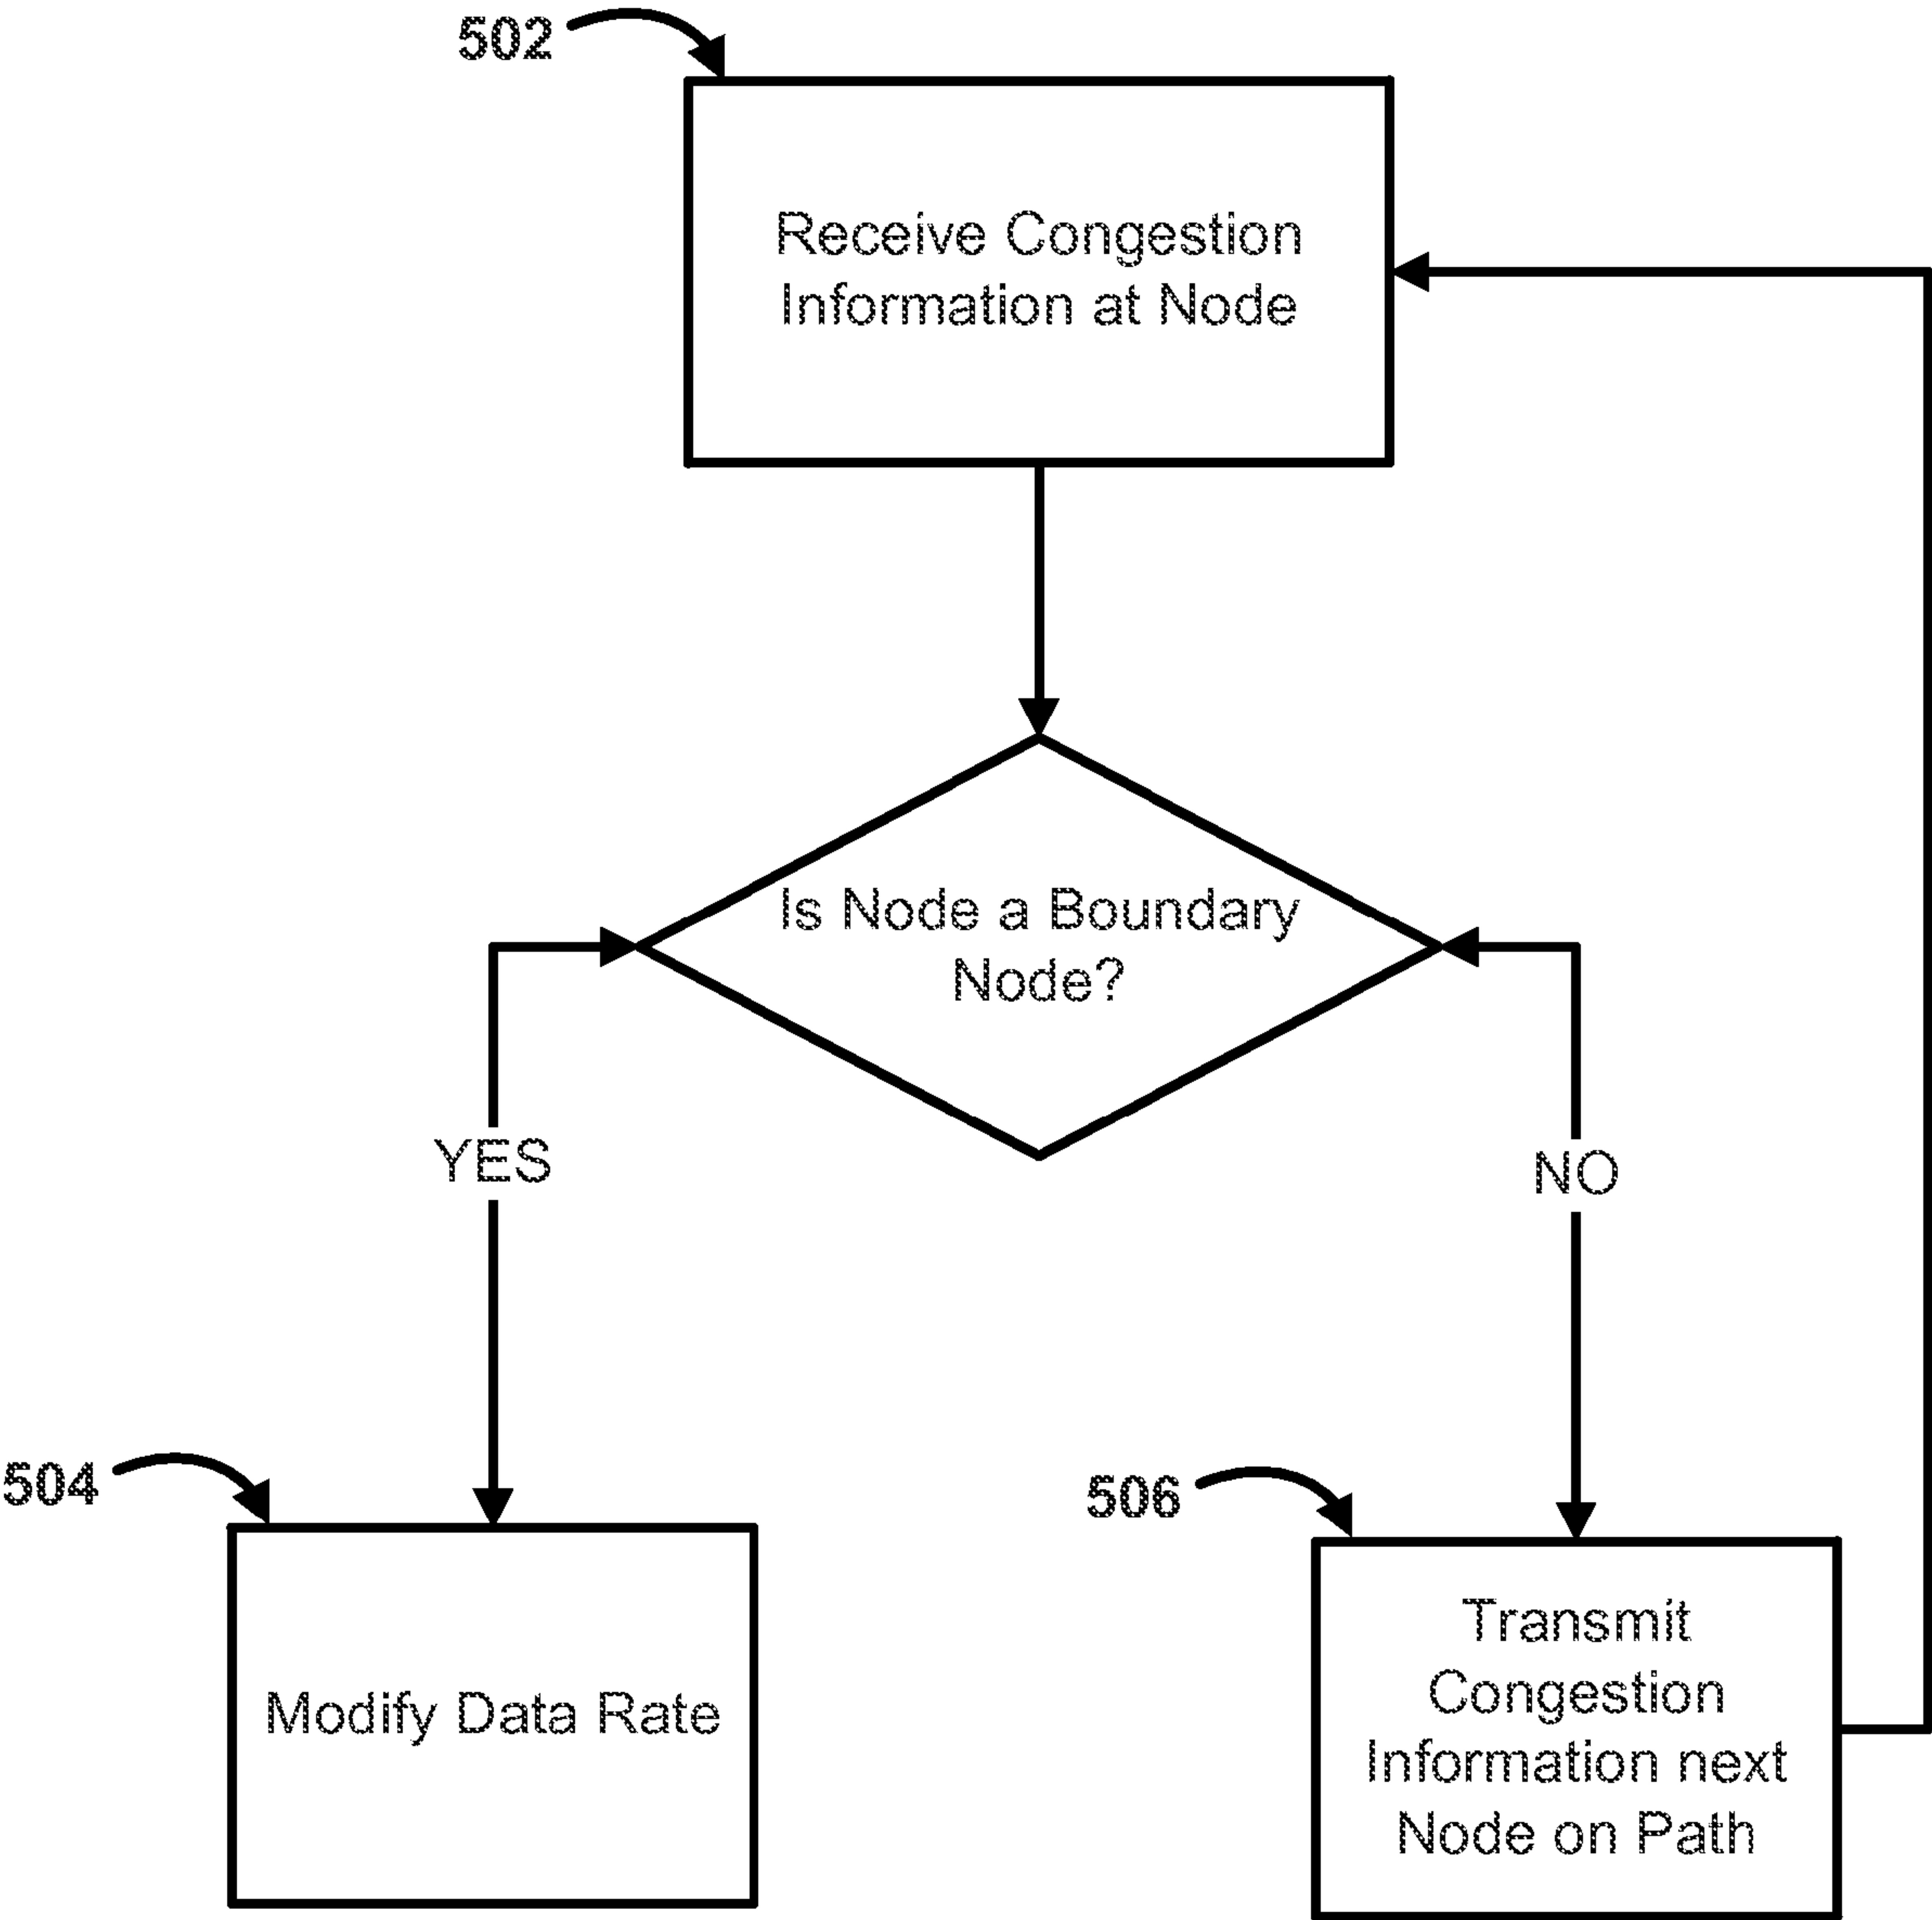 502
Receive Congestion
Information at Node
Is Node a Boundary
Node?
YES
NO
504
506
Modify Data Rate
Transmit
Congestion
Information next
Node on Path